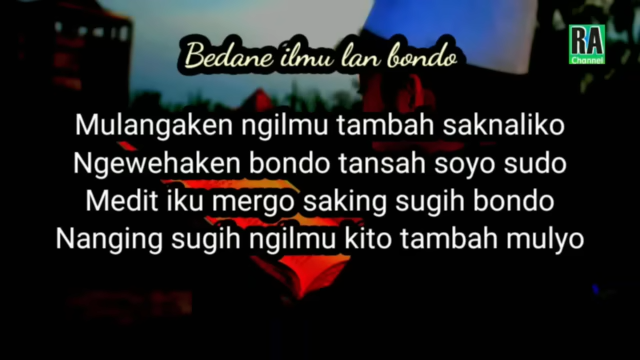 Bedane ilmu lan bondo
RA
Channel
Mulangaken ngilmu tambah saknaliko
Ngewehaken bondo tansah soyo sudo
Medit iku mergo saking sugih bondo
Nanging sugih ngilmu kito tambah mulyo